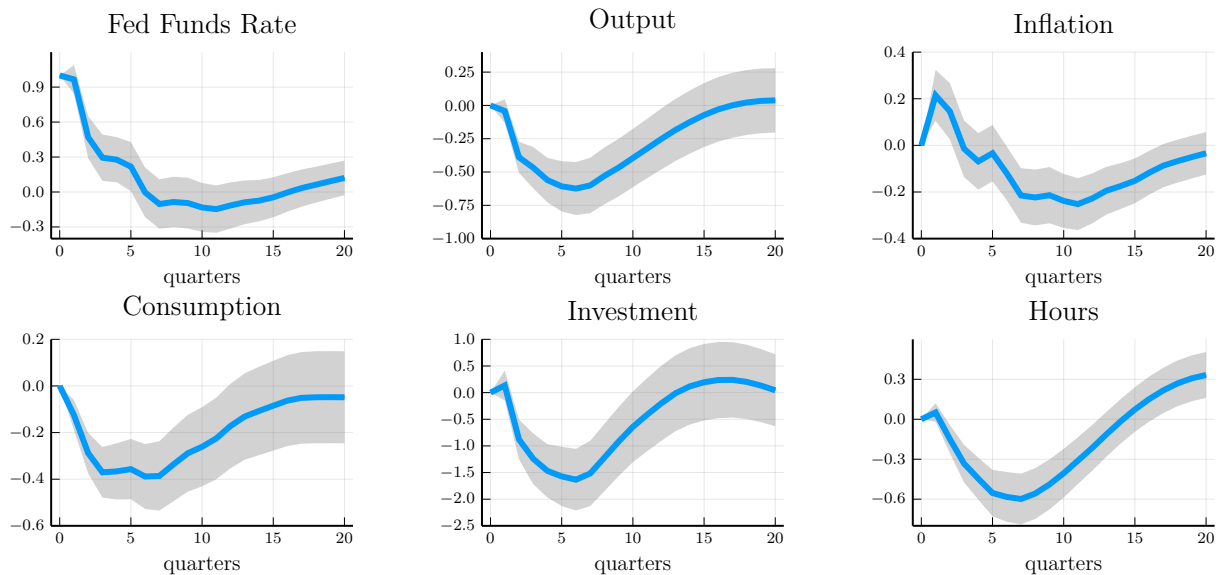 Fed Funds Rate
0.9
0.6
0.3
0.0
−0.3
0 5 10 15 20
quarters
Output
0.25
0.00
−0.25
−0.50
−0.75
−1.00
0 5 10 15 20
quarters
Inflation
0.4
0.2
0.0
−0.2
−0.4
0 5 10 15 20
quarters
Consumption
0.2
0.0
−0.2
−0.4
−0.6
0 5 10 15 20
quarters
Investment
1.0
0.5
0.0
−0.5
−1.0
−1.5
−2.0
−2.5
0 5 10 15 20
quarters
Hours
0.3
0.0
−0.3
−0.6
0 5 10 15 20
quarters